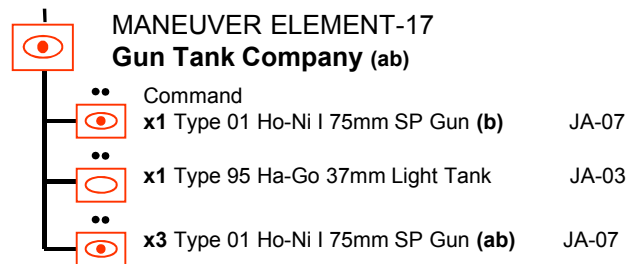 MANEUVER ELEMENT-17
Gun Tank Company (ab)
Command
x1 Type 01 Ho-Ni I 75mm SP Gun (b) JA-07
x1 Type 95 Ha-Go 37mm Light Tank JA-03
x3 Type 01 Ho-Ni I 75mm SP Gun (ab) JA-07